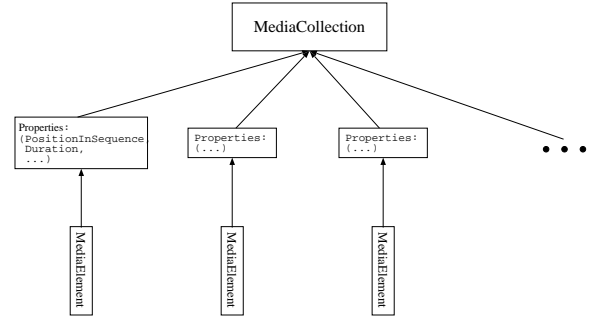 MediaCollection
Properties:
(PositionInSequence,
Duration,
...)
Properties:
(...)
Properties:
(...)
MediaElement
MediaElement
MediaElement